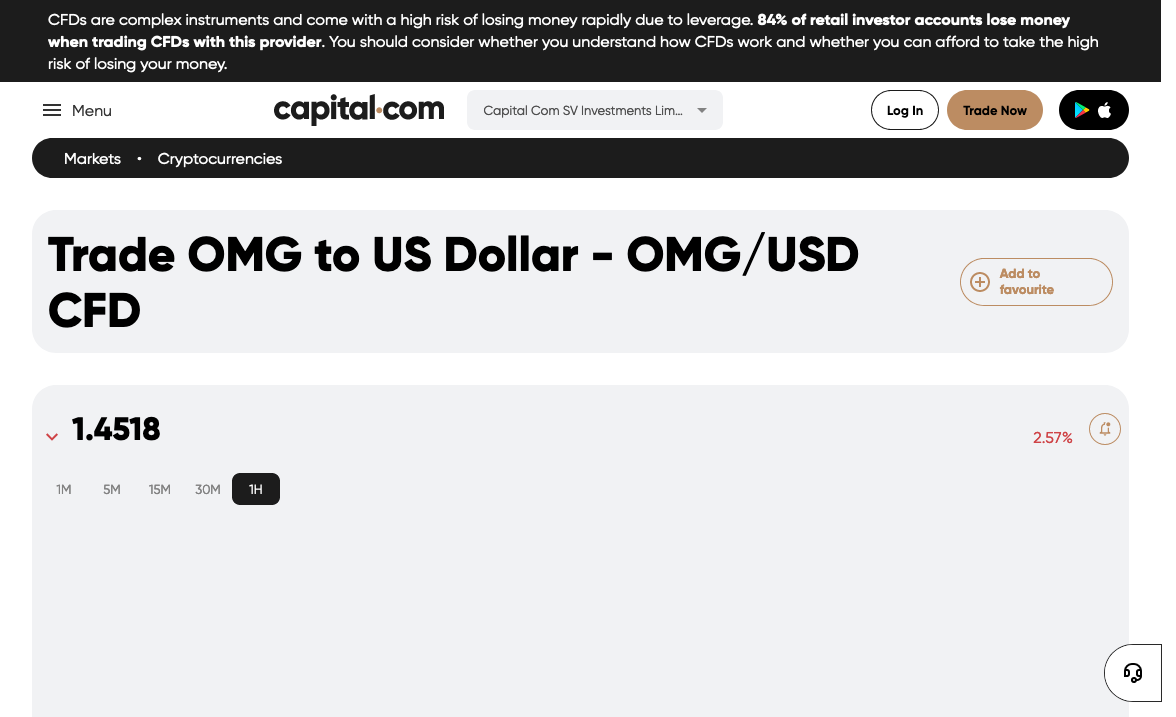 CFDs are complex instruments and come with a high risk of losing money rapidly due to leverage. 84% of retail investor accounts lose money
when trading CFDs with this provider. You should consider whether you understand how CFDs work and whether you can afford to take the high
risk of losing your money.
Menu
capital.com
Capital Com SV Investments Lim...
Log In
Trade Now
Markets • Cryptocurrencies
Trade OMG to US Dollar - OMG/USD
CFD
Add to
favourite
1.4518
2.57%
1M 5M 15M 30M 1H